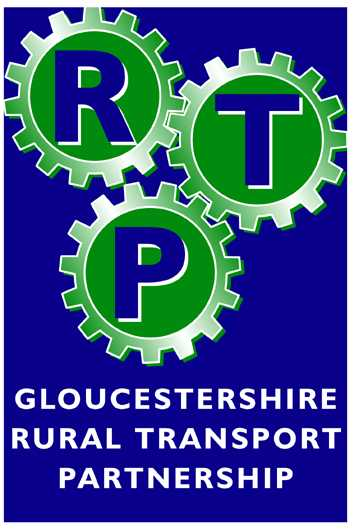 R
T
P
GLOUCESTERSHIRE
RURAL TRANSPORT
PARTNERSHIP